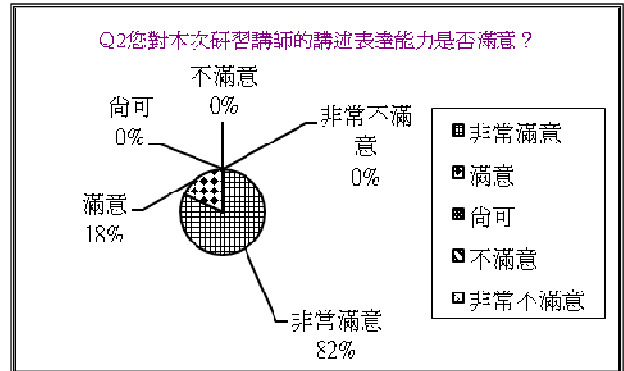 Q2您對本次研習講師的講述表達能力是否滿意？
不滿意
0%
尚可
0%
非常不滿
意
0%
滿意
18%
非常滿意
82%
非常滿意
滿意
尚可
不滿意
非常不滿意